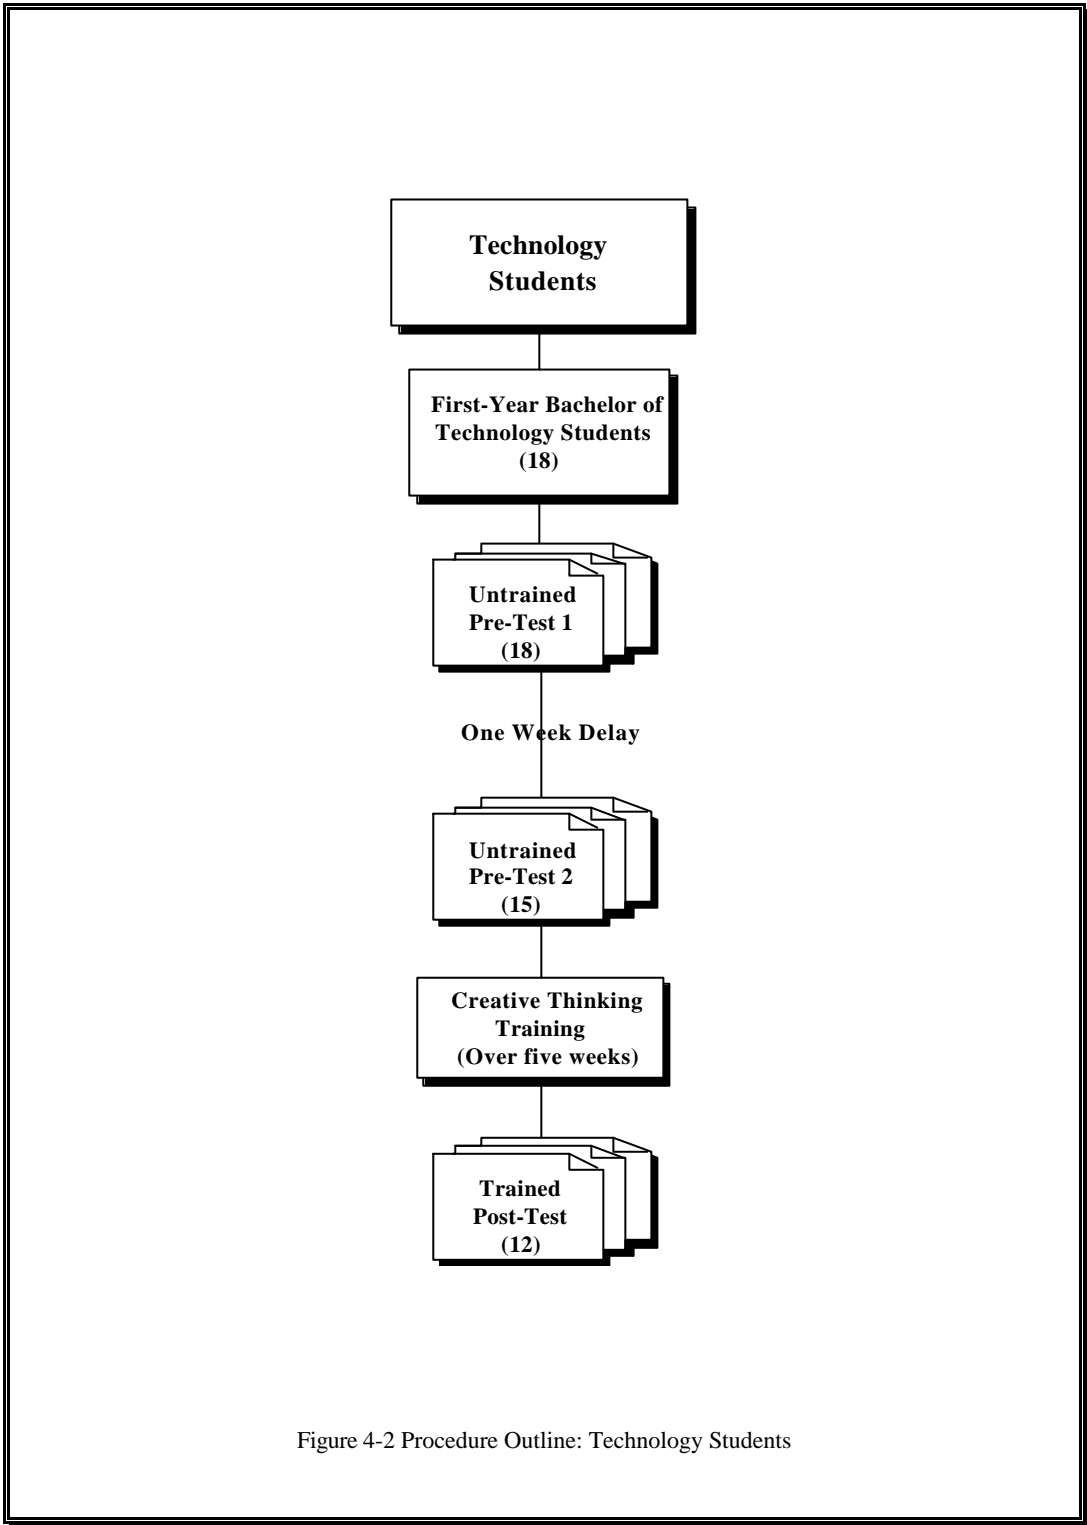 Technology
Students
First-Year Bachelor of
Technology Students
(18)
Untrained
Pre-Test 1
(18)
One Week Delay
Untrained
Pre-Test 2
(15)
Creative Thinking
Training
(Over five weeks)
Trained
Post-Test
(12)
Figure 4-2 Procedure Outline: Technology Students